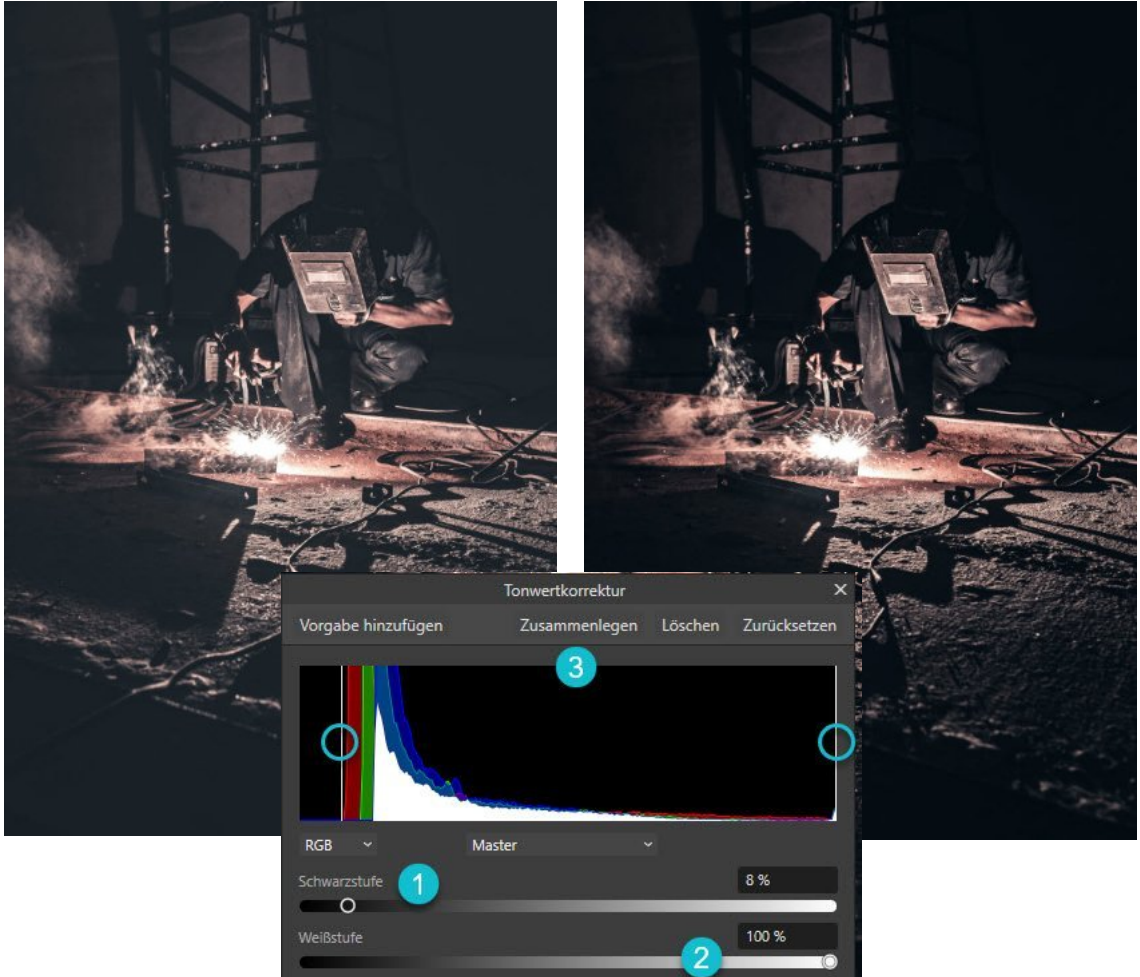 Tonwertkorrektur
Vorgabe hinzufügen Zusammenlegen Löschen Zurücksetzen
3
RGB Master
Schwarzstufe 1 8 %
Weißstufe 2 100 %